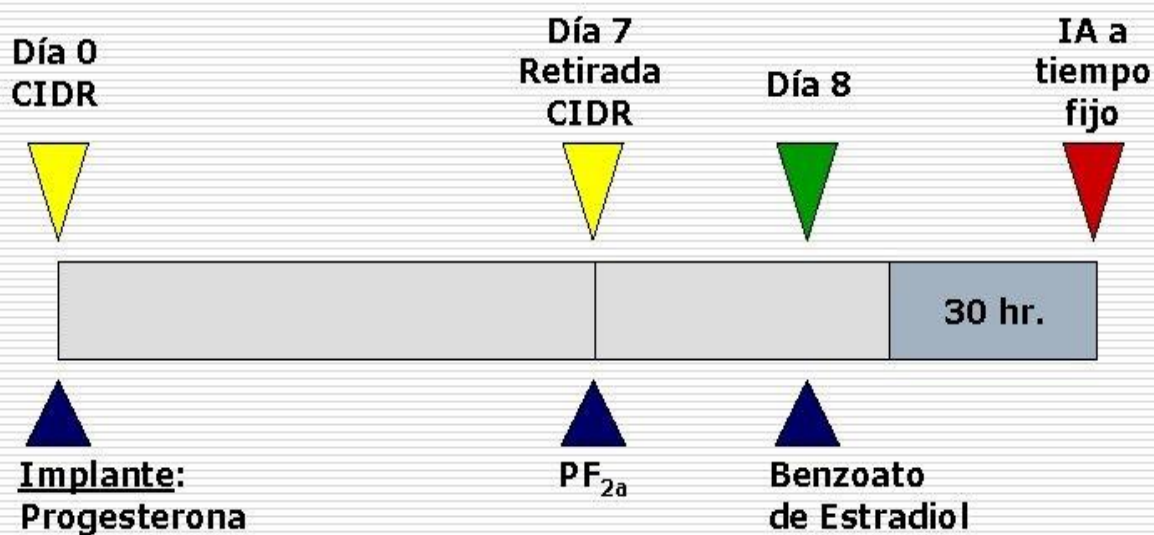 Día 0
CIDR
Día 7
Retirada
CIDR
Día 8
IA a
tiempo
fijo
30 hr.
Implante:
Progesterona
PF2a
Benzoato
de Estradiol